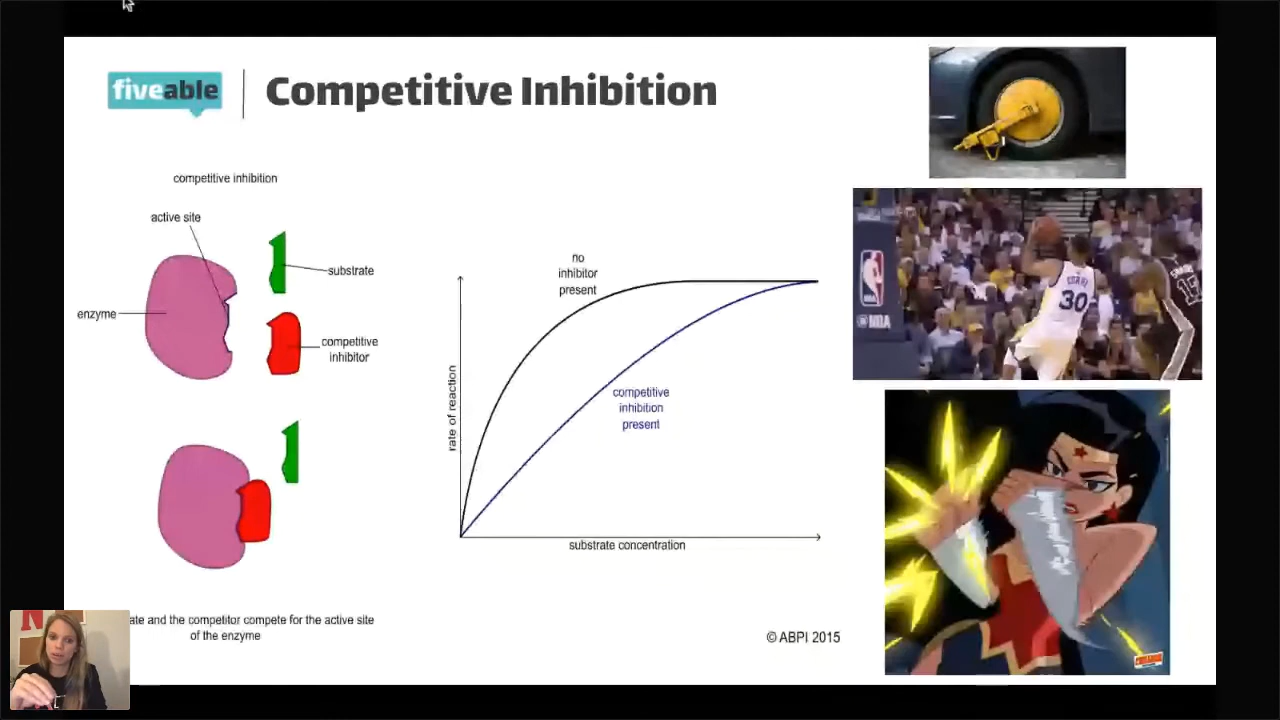 fiveable
Competitive Inhibition
competitive inhibition
active site
substrate
enzyme
competitive
inhibitor
and the competitor compete for the active site
of the enzyme
no
inhibitor
present
competitive
inhibition
present
rate of reaction
substrate concentration
© ABPI 2015
NBA
NBA
CURRY
30
15
N